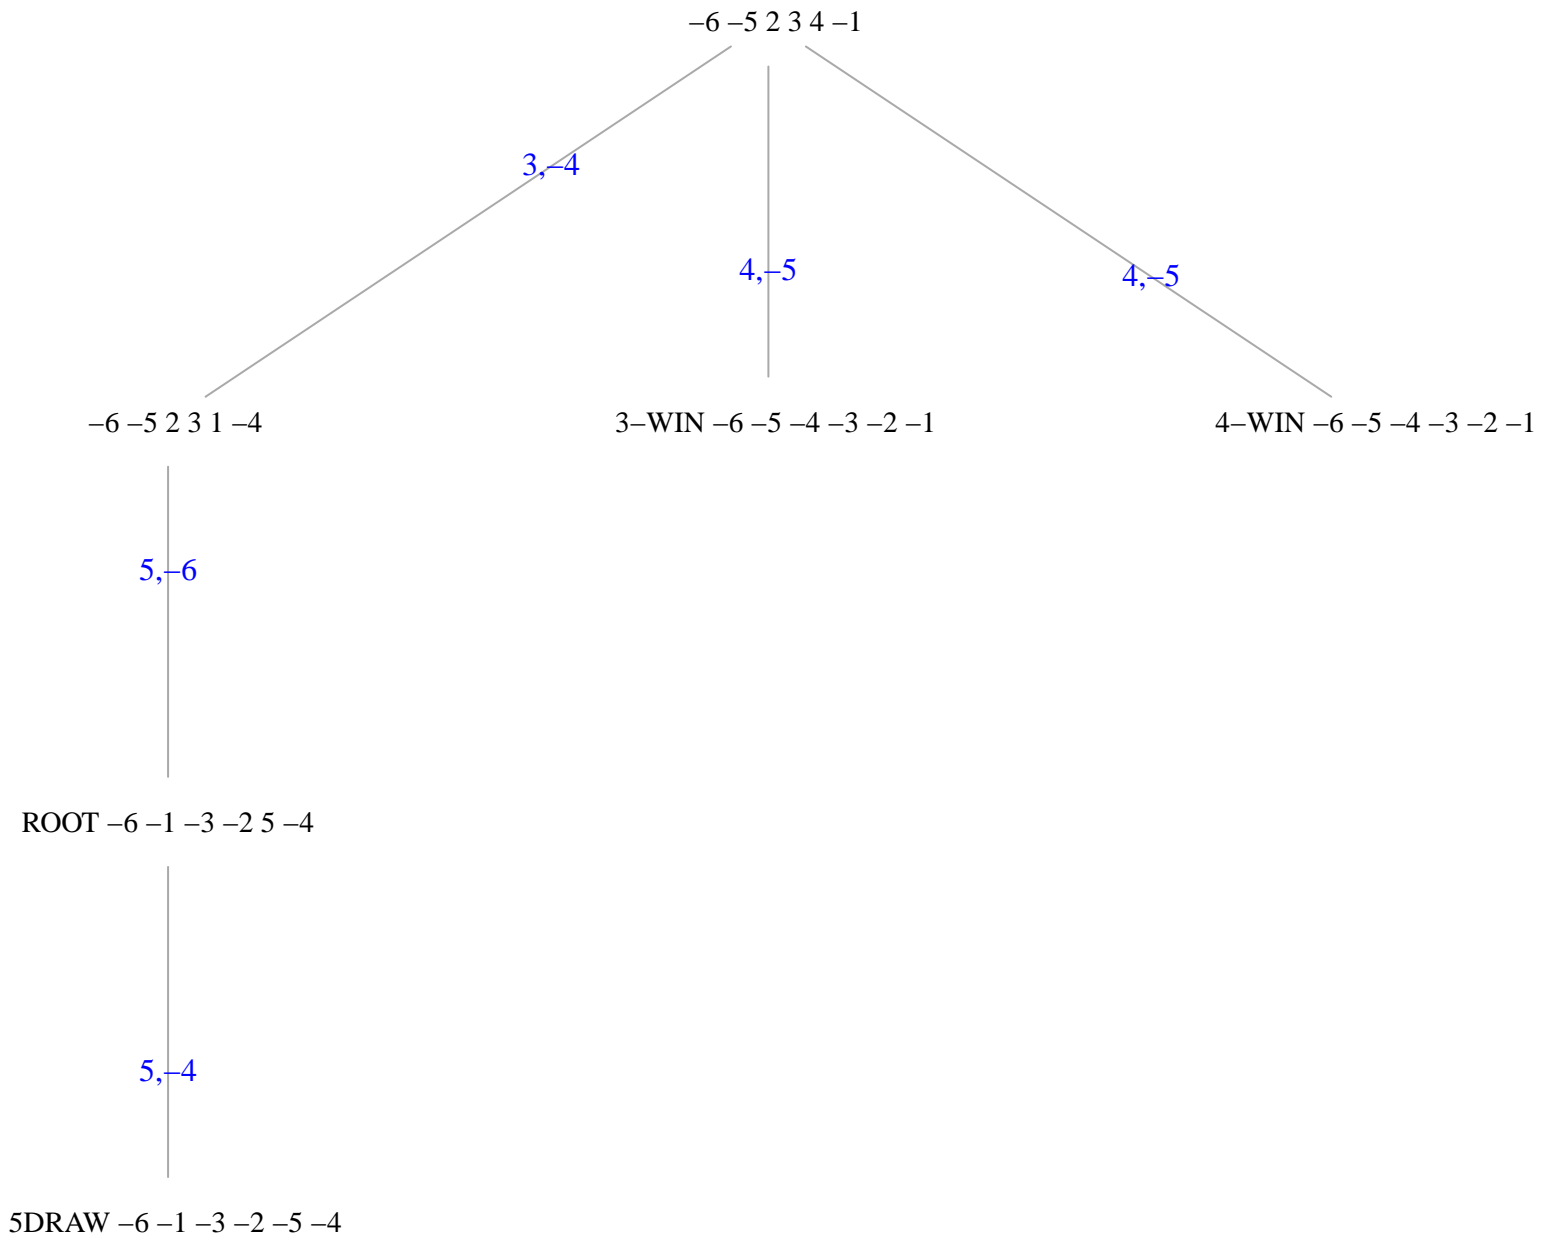 –6 –5 2 3 4 –1
3,–4
4,–5
4,–5
–6 –5 2 3 1 –4
3–WIN –6 –5 –4 –3 –2 –1
4–WIN –6 –5 –4 –3 –2 –1
5,–6
ROOT –6 –1 –3 –2 5 –4
5,–4
5DRAW –6 –1 –3 –2 –5 –4